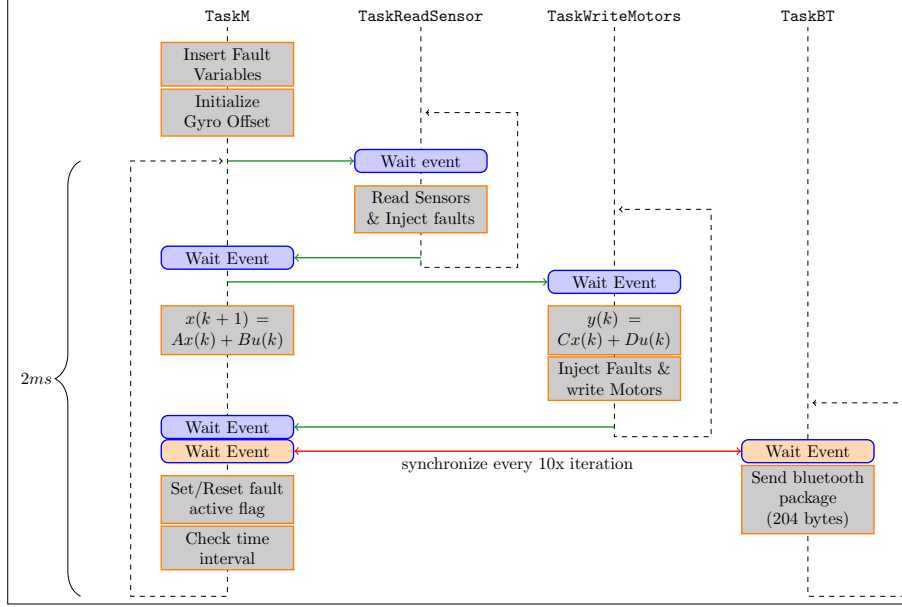 TaskM TaskReadSensor TaskWriteMotors TaskBT
Insert Fault
Variables
Initialize
Gyro Offset
Wait event
Read Sensors
& Inject faults
Wait Event
Wait Event
x(k + 1) =
Ax(k) + Bu(k)
y(k) =
Cx(k) + Du(k)
Inject Faults &
write Motors
2ms
Wait Event
Wait Event
synchronize every 10x iteration
Wait Event
Set/Reset fault
active flag
Send bluetooth
package
(204 bytes)
Check time
interval